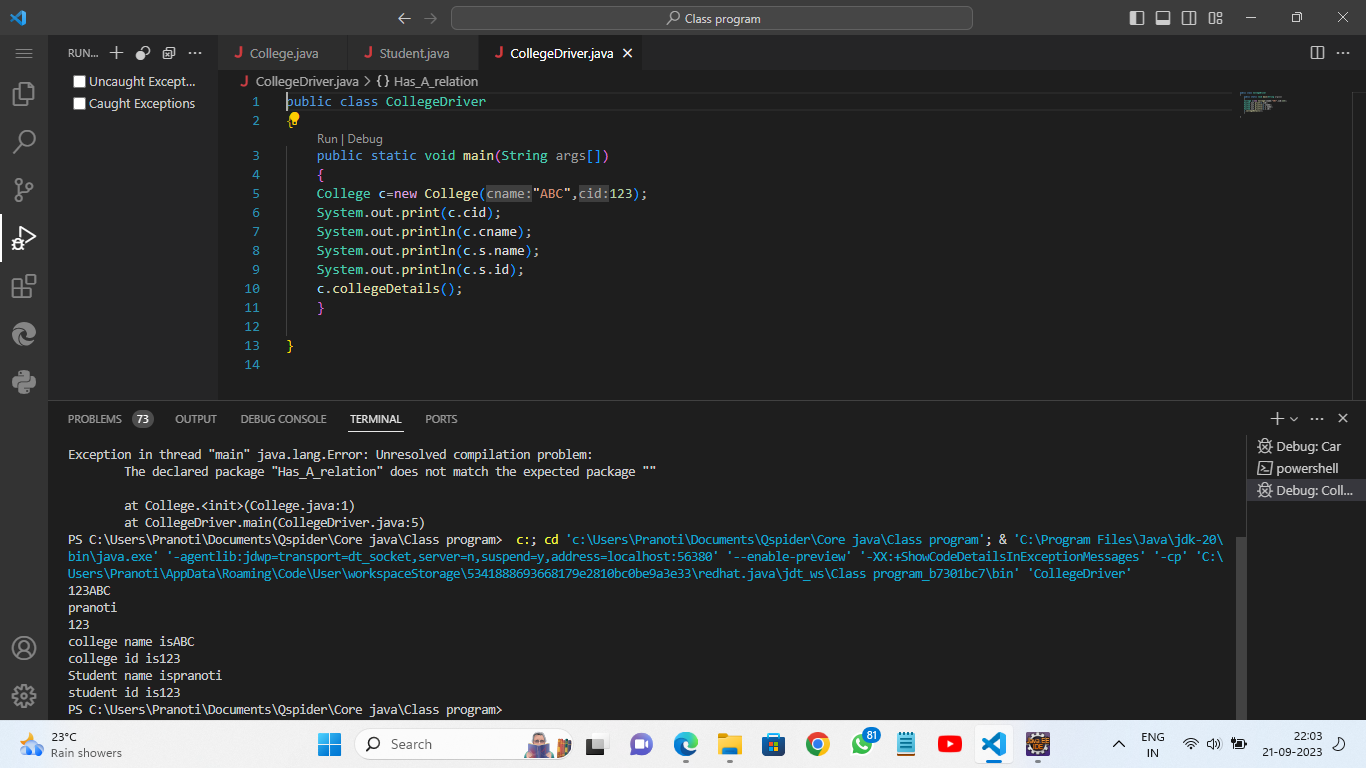 Class program
RUN...
College.java
Student.java
CollegeDriver.java
Uncaught Except...
Caught Exceptions
CollegeDriver.java > {} Has_A_relation
1 public class CollegeDriver
2 {
Run | Debug
3 public static void main(String args[])
4 {
5 College c=new College(cname:"ABC",cid:123);
6 System.out.print(c.cid);
7 System.out.println(c.cname);
8 System.out.println(c.s.name);
9 System.out.println(c.s.id);
10 c.collegeDetails();
11 }
12
13 }
14
PROBLEMS 73 OUTPUT DEBUG CONSOLE TERMINAL PORTS
Exception in thread "main" java.lang.Error: Unresolved compilation problem:
The declared package "Has_A_relation" does not match the expected package ""
at College.<init>(College.java:1)
at CollegeDriver.main(CollegeDriver.java:5)
PS C:\Users\Pranoti\Documents\Qspider\Core java\Class program> c:; cd 'c:\Users\Pranoti\Documents\Qspider\Core java\Class program'; & 'C:\Program Files\Java\jdk-20\
bin\java.exe' '-agentlib:jdwp=transport=dt_socket,server=n,suspend=y,address=localhost:56380' '--enable-preview' '-XX:+ShowCodeDetailsInExceptionMessages' '-cp' 'C:\
Users\Pranoti\AppData\Roaming\Code\User\workspaceStorage\5341888693668179e2810bc0be9a3e33\redhat.java\jdt_ws\Class program_b7301bc7\bin' 'CollegeDriver'
123ABC
pranoti
123
college name isABC
college id is123
Student name ispranoti
student id is123
PS C:\Users\Pranoti\Documents\Qspider\Core java\Class program>
Debug: Car
powershell
Debug: Coll...
23°C
Rain showers
Search
81
ENG
IN
22:03
21-09-2023